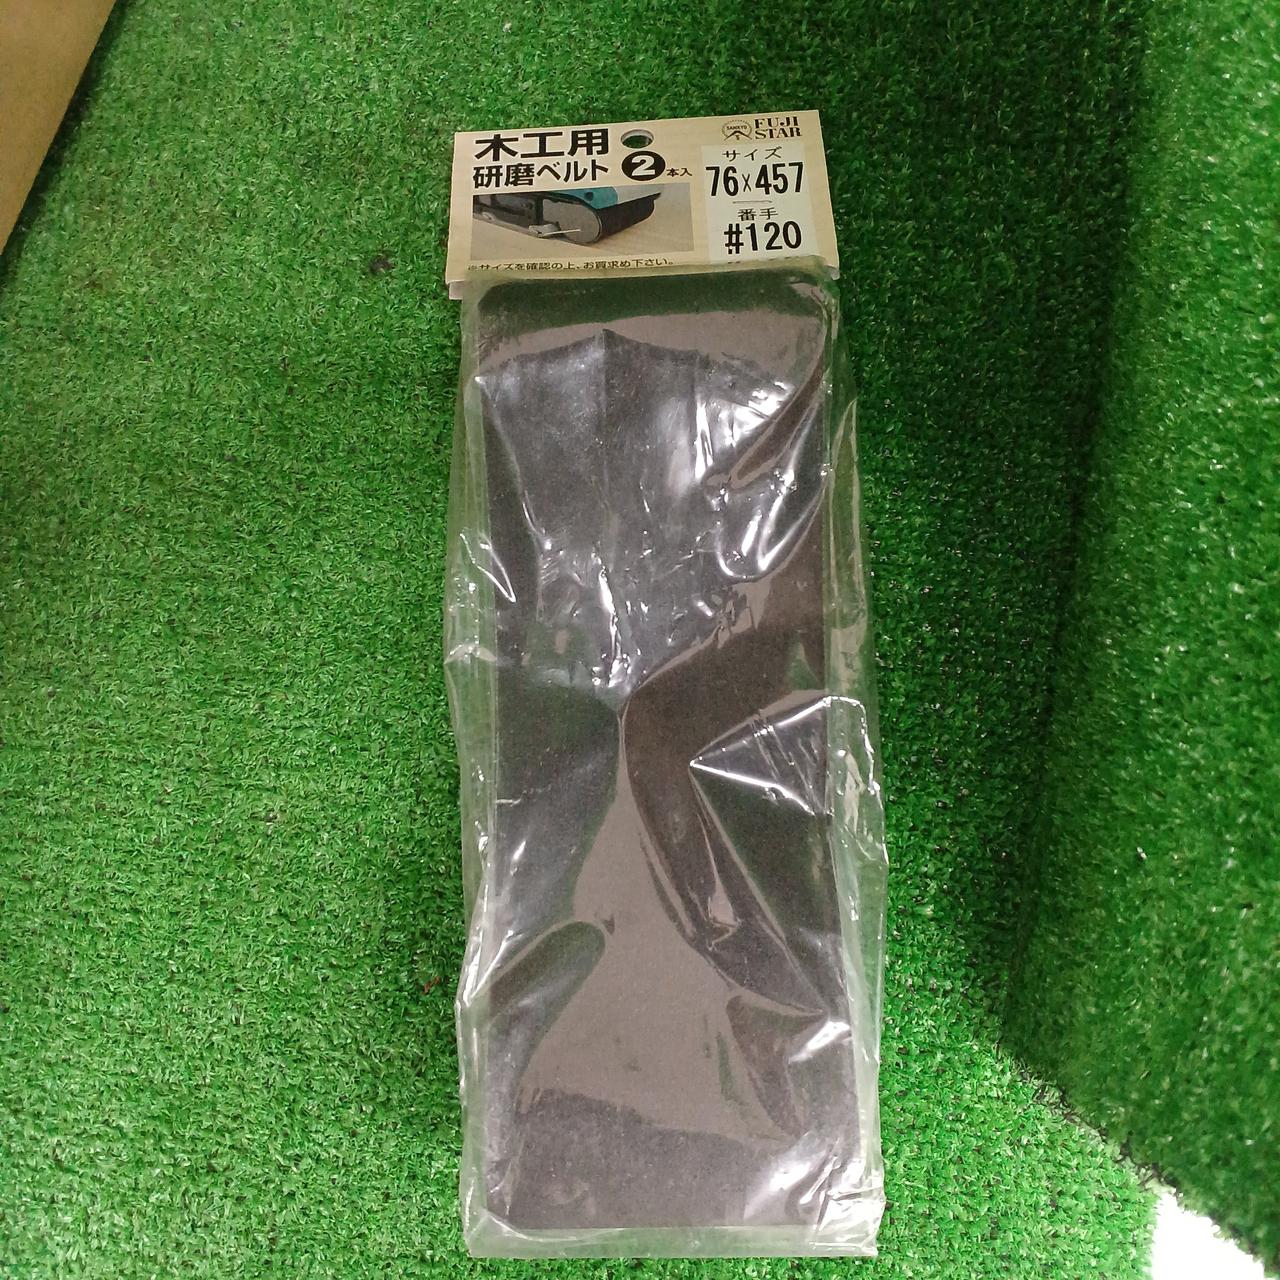 木工用
研磨ベルト
2本入
SANKYO
FUJI
STAR
サイズ
76×457
番手
#120
※サイズを確認の上、お買求め下さい。